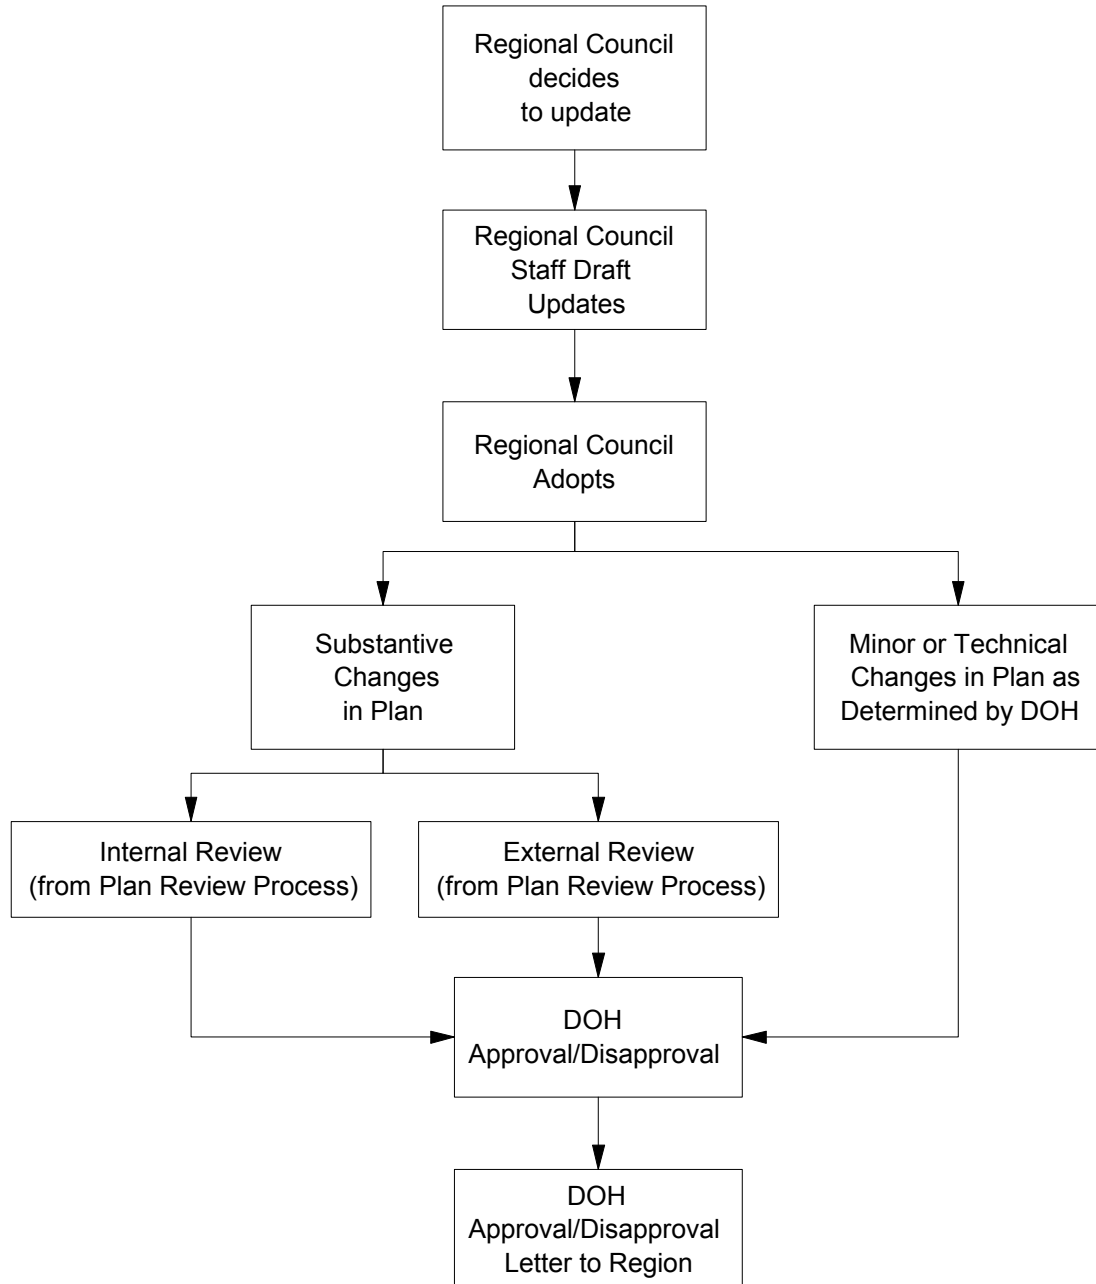 Regional Council
decides
to update
Regional Council
Staff Draft
Updates
Regional Council
Adopts
Substantive
Changes
in Plan
Minor or Technical
Changes in Plan as
Determined by DOH
Internal Review
(from Plan Review Process)
External Review
(from Plan Review Process)
DOH
Approval/Disapproval
DOH
Approval/Disapproval
Letter to Region